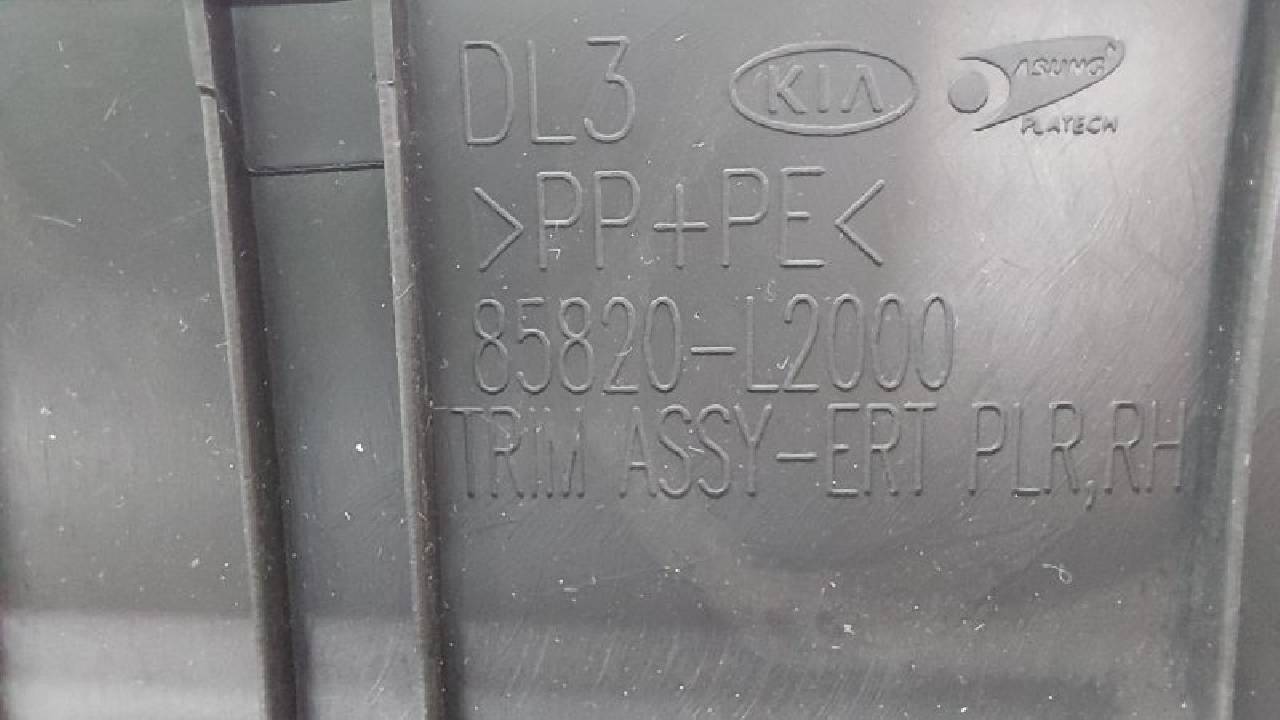 DL3 KIA ASUNG PLATECH
>PP+PE<
85820-L2000
TRIM ASSY-ERT PLR,RH